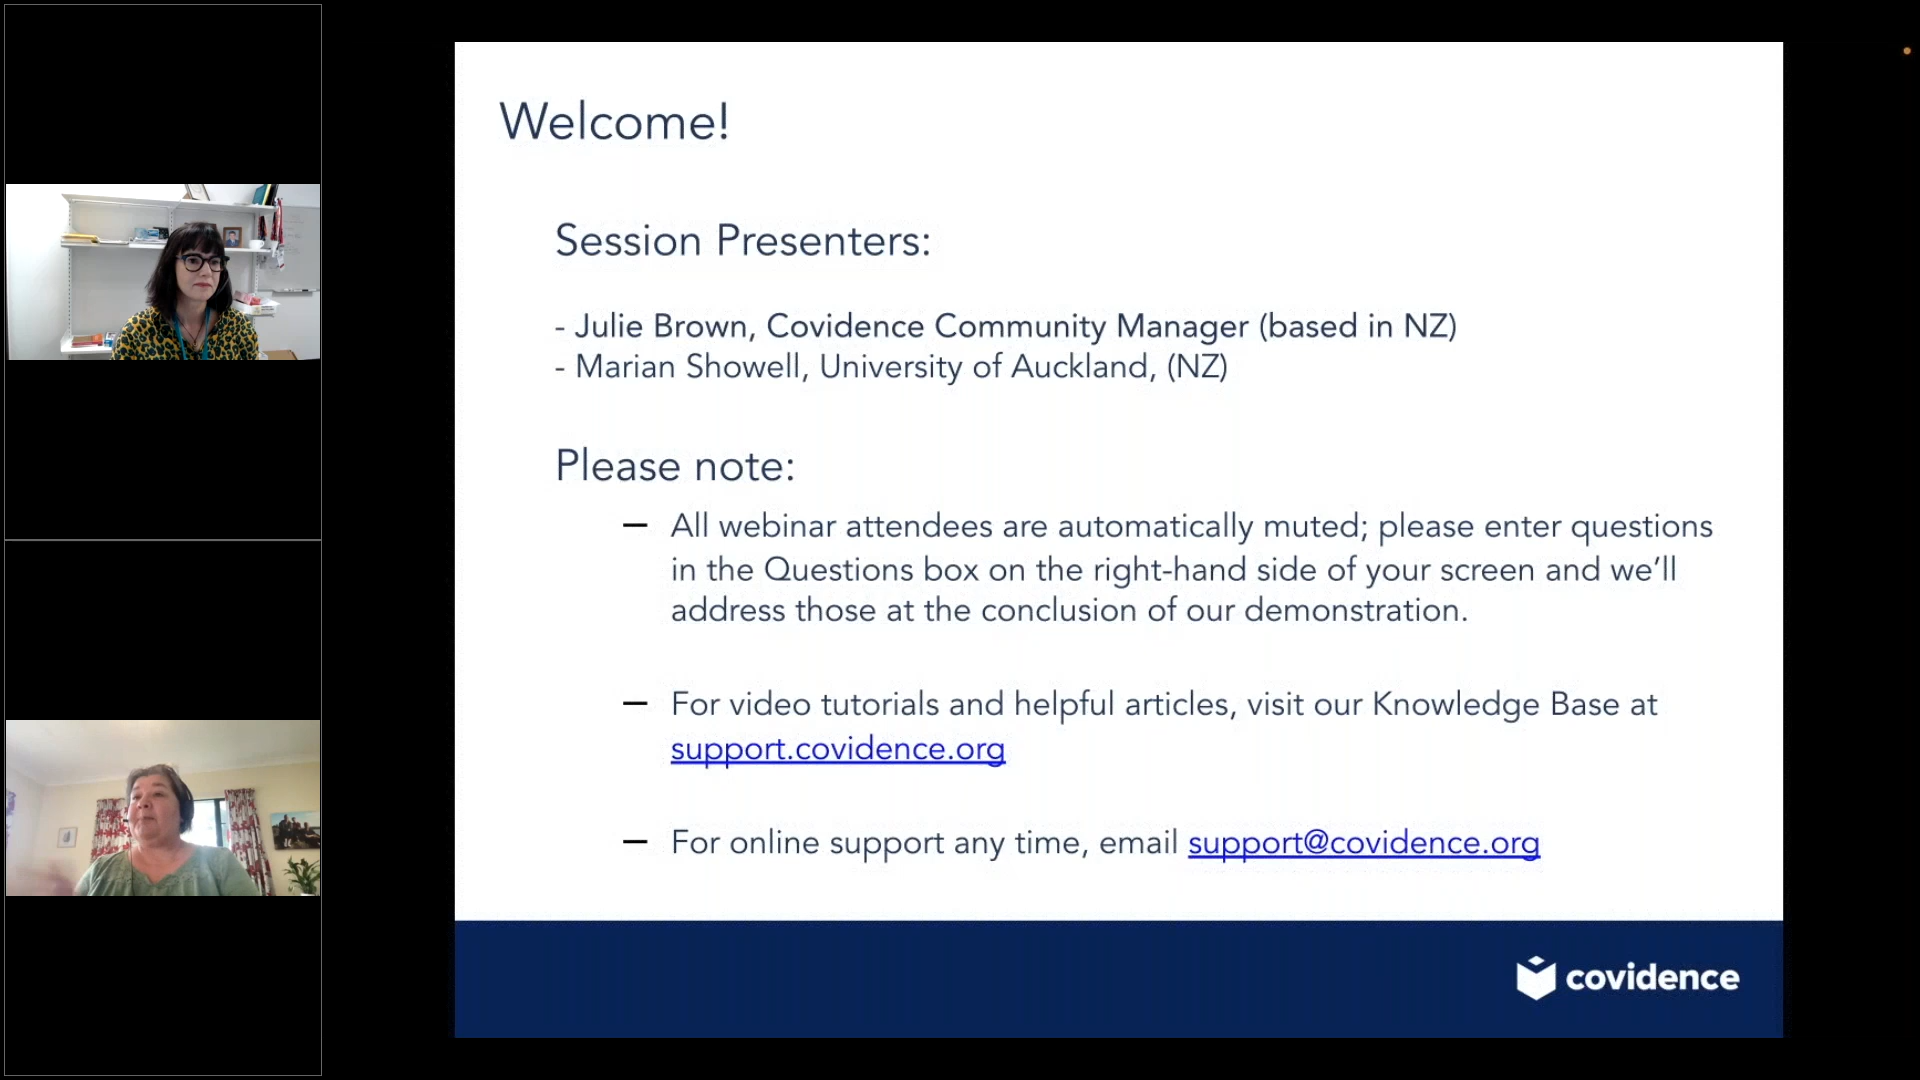 Welcome!
Session Presenters:
- Julie Brown, Covidence Community Manager (based in NZ)
- Marian Showell, University of Auckland, (NZ)
Please note:
– All webinar attendees are automatically muted; please enter questions
in the Questions box on the right-hand side of your screen and we’ll
address those at the conclusion of our demonstration.
– For video tutorials and helpful articles, visit our Knowledge Base at
support.covidence.org
– For online support any time, email support@covidence.org
covidence